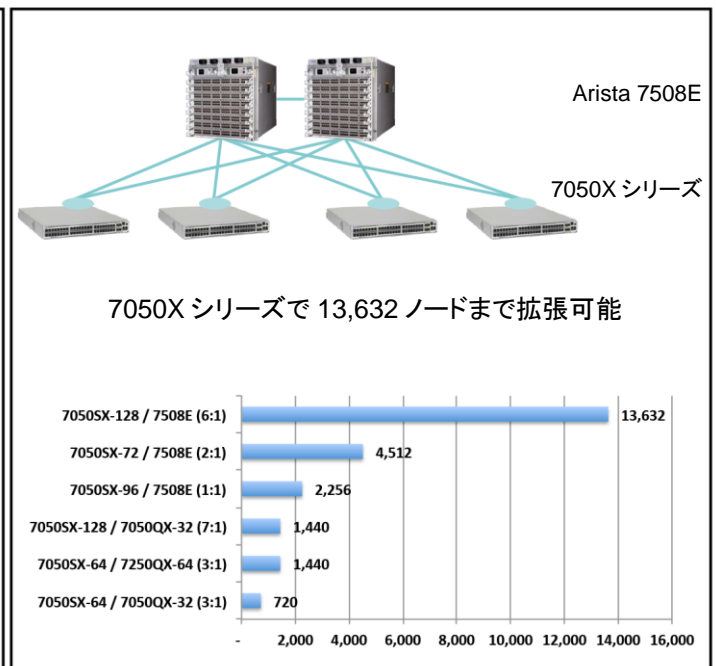 Arista 7508E
7050X シリーズ
7050X シリーズで 13,632 ノードまで拡張可能
7050SX-128 / 7508E (6:1)
13,632
7050SX-72 / 7508E (2:1)
4,512
7050SX-96 / 7508E (1:1)
2,256
7050SX-128 / 7050QX-32 (7:1)
1,440
7050SX-64 / 7250QX-64 (3:1)
1,440
7050SX-64 / 7050QX-32 (3:1)
720
- 2,000 4,000 6,000 8,000 10,000 12,000 14,000 16,000